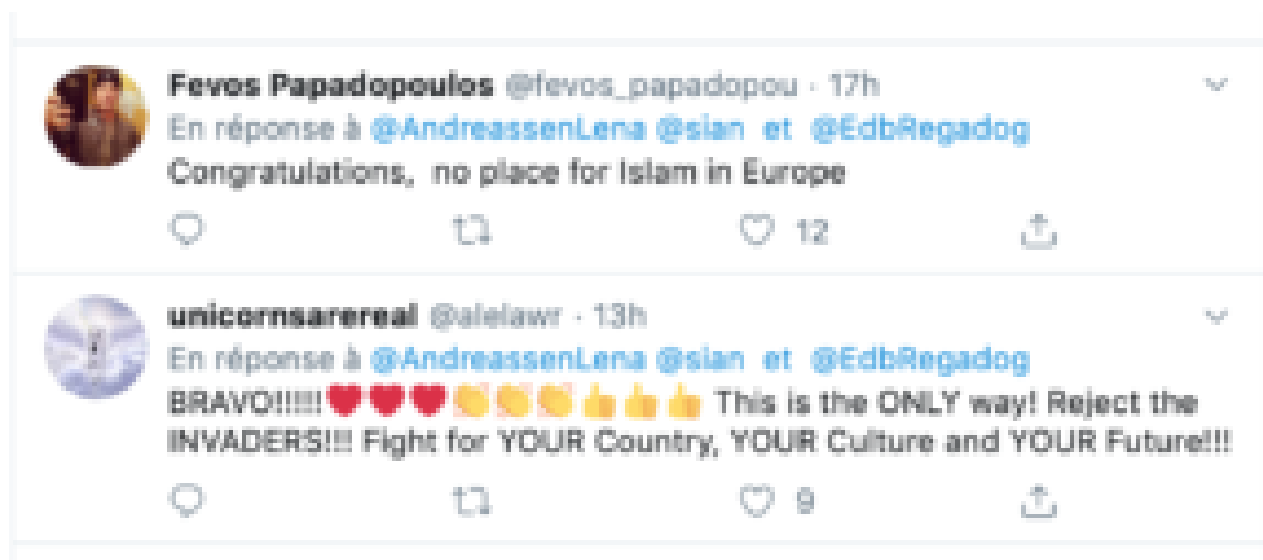 Fevos Papadopoulos @fevos_papadopou · 17h
En réponse à @AndreassenLena @sian et @EdbRegadog
Congratulations, no place for Islam in Europe
12
unicornsarereal @alelawr · 13h
En réponse à @AndreassenLena @sian et @EdbRegadog
BRAVO!!!!!!❤️❤️❤️👏👏👏👍👍👍 This is the ONLY way! Reject the
INVADERS!!! Fight for YOUR Country, YOUR Culture and YOUR Future!!!
9